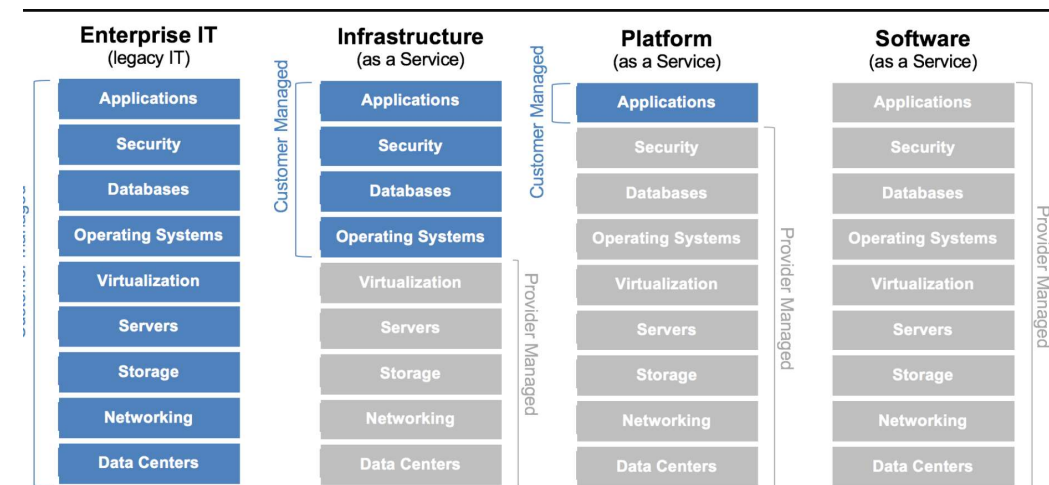 Enterprise IT
(legacy IT)
Applications
Security
Databases
Operating Systems
Virtualization
Servers
Storage
Networking
Data Centers
Infrastructure
(as a Service)
Customer Managed
Applications
Security
Databases
Operating Systems
Virtualization
Servers
Storage
Networking
Data Centers
Provider Managed
Platform
(as a Service)
Customer Managed
Applications
Security
Databases
Operating Systems
Virtualization
Servers
Storage
Networking
Data Centers
Provider Managed
Software
(as a Service)
Applications
Security
Databases
Operating Systems
Virtualization
Servers
Storage
Networking
Data Centers
Provider Managed